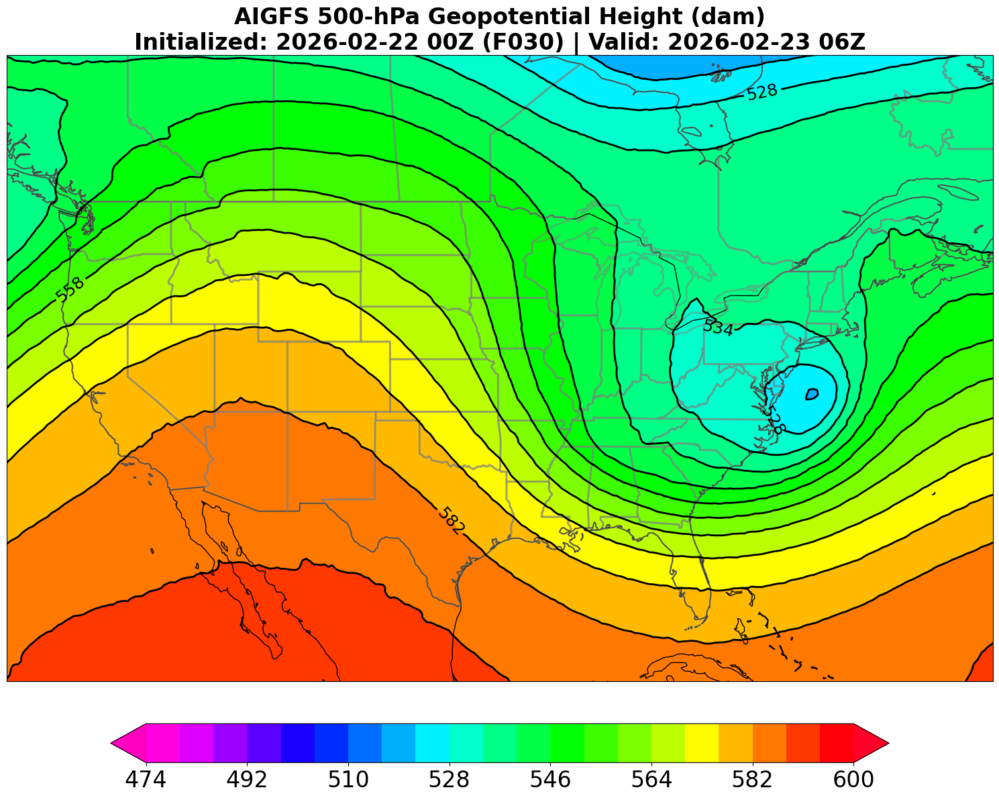 AIGFS 500-hPa Geopotential Height (dam)
Initialized: 2026-02-22 00Z (F030) | Valid: 2026-02-23 06Z
528
558
534
528
582
474 492 510 528 546 564 582 600